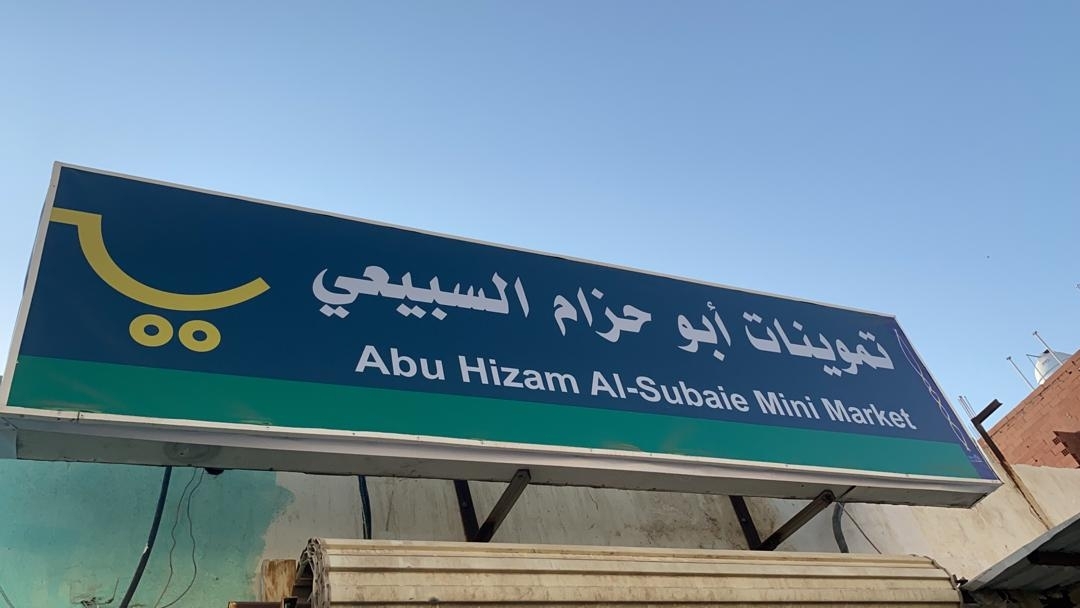 تموينات أبو حزام السبيعي
Abu Hizam Al-Subaie Mini Market